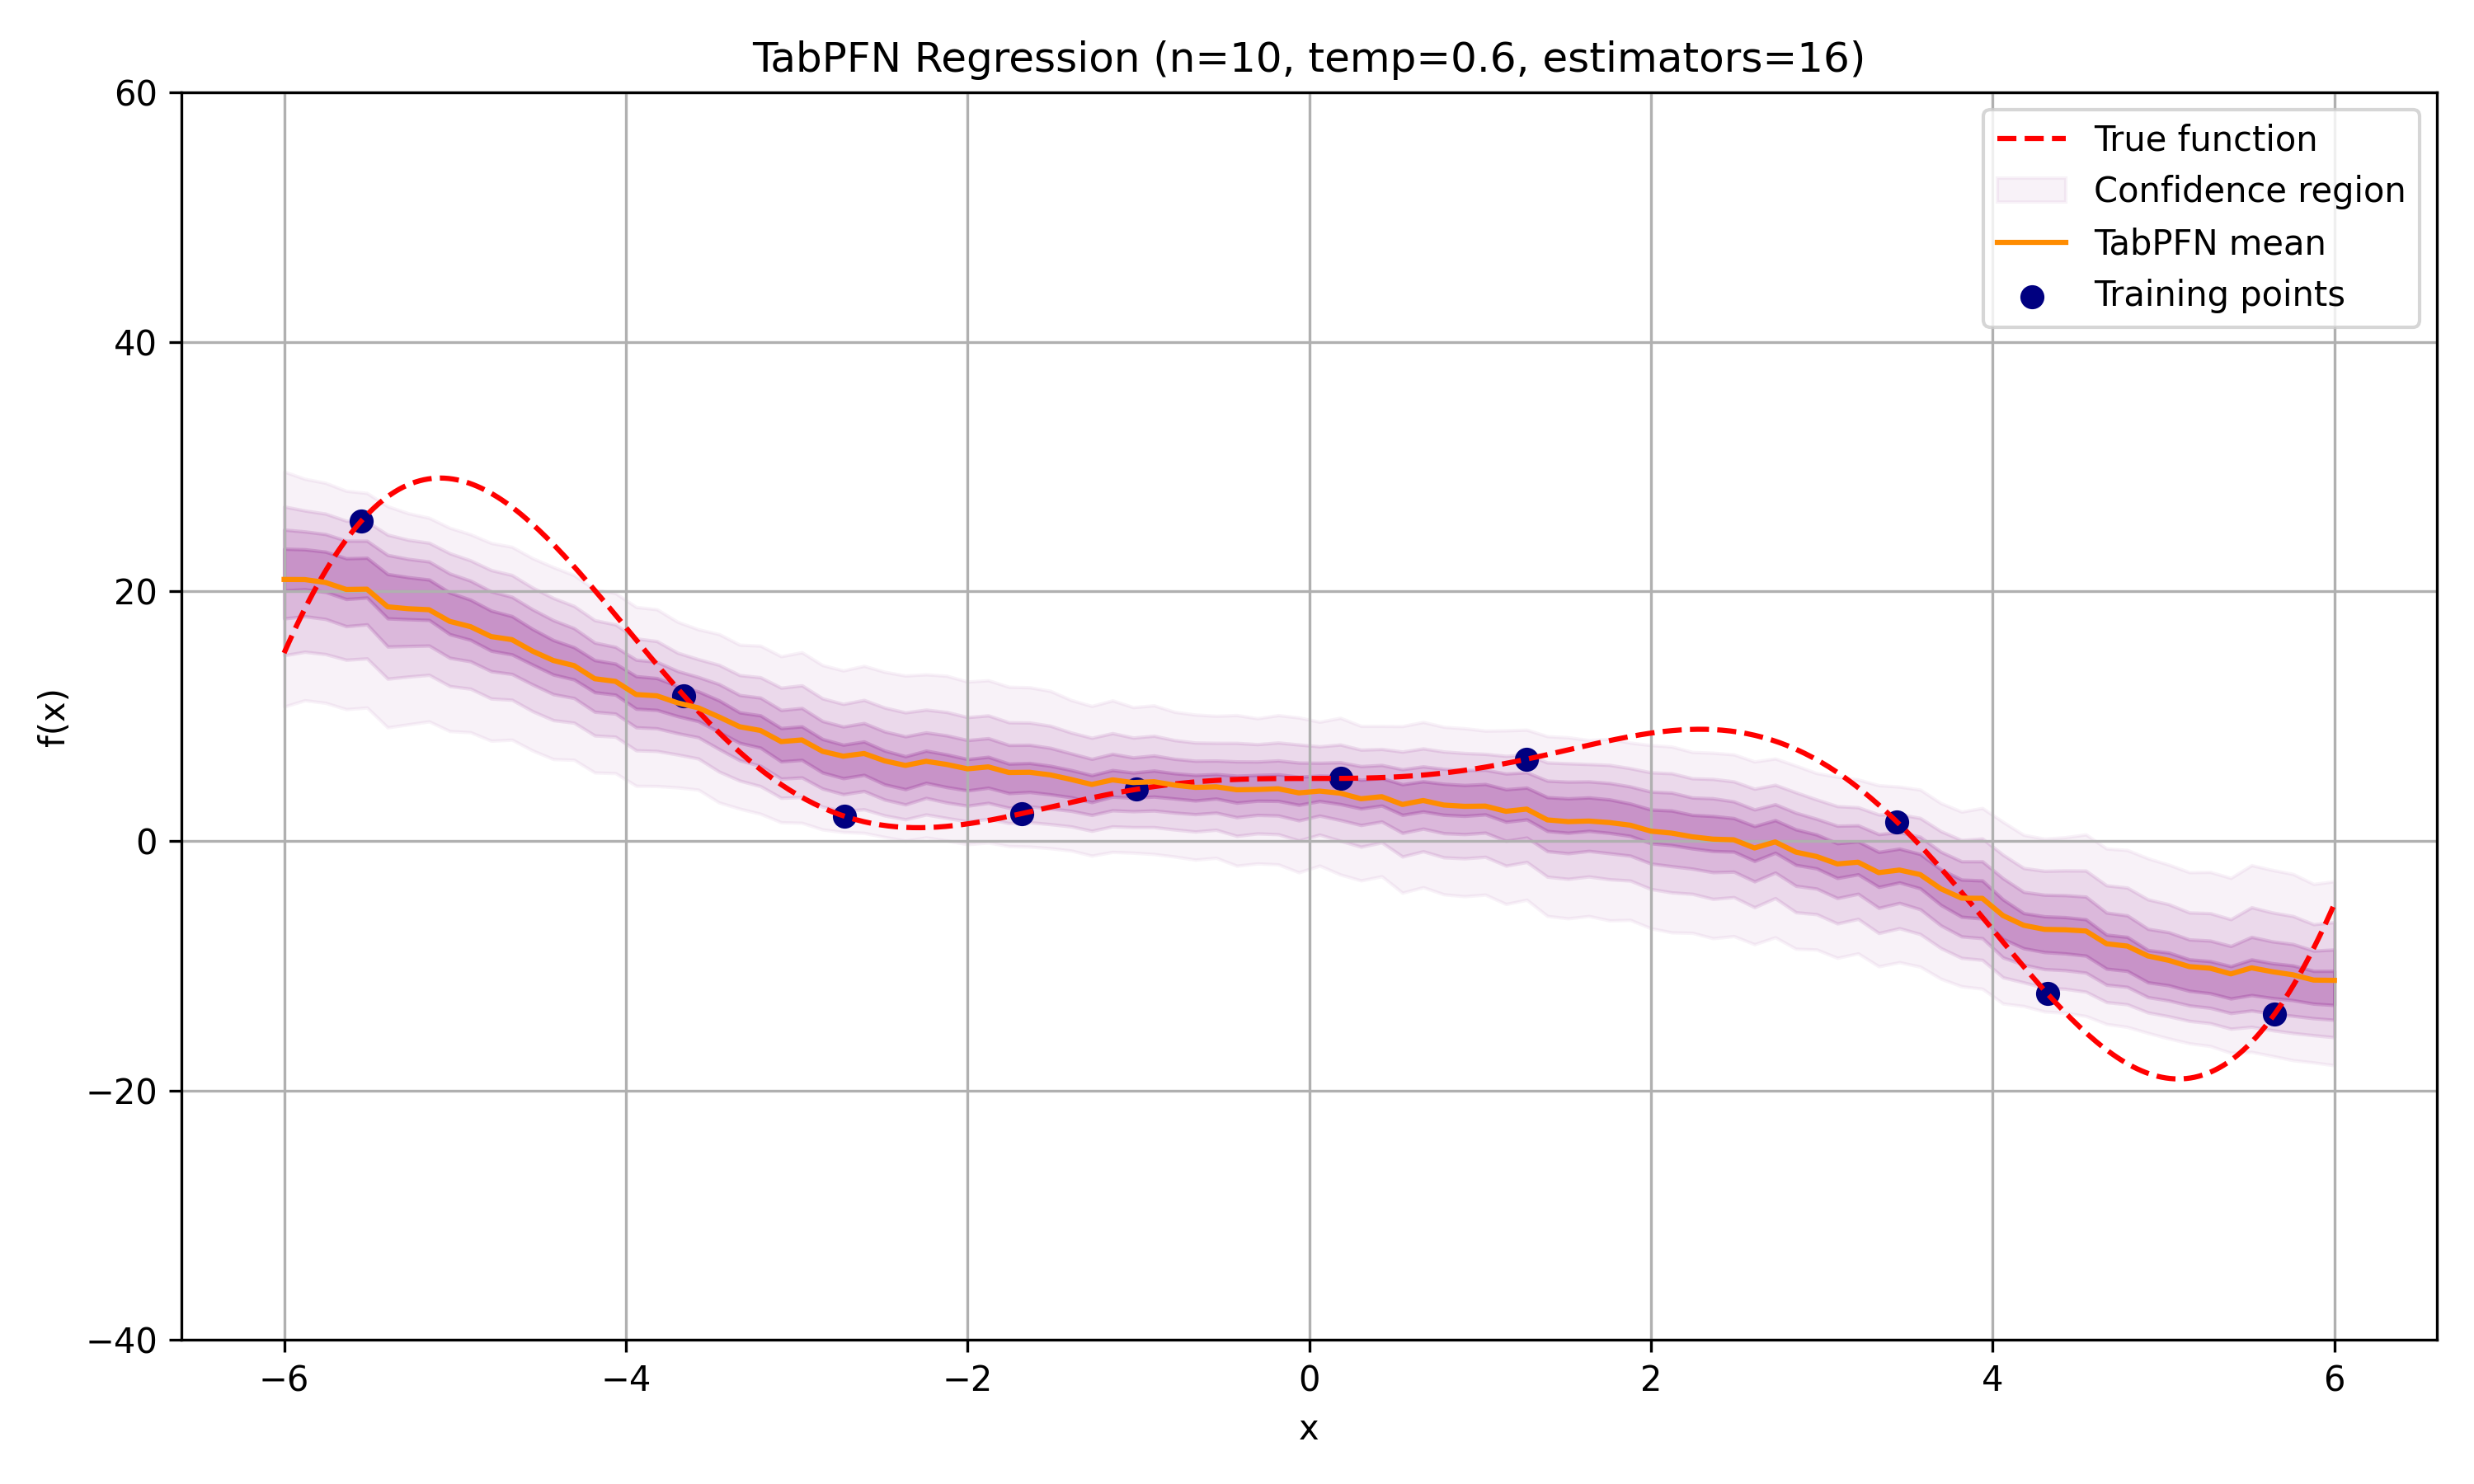 TabPFN Regression (n=10, temp=0.6, estimators=16)
60
40
20
0
−20
−40
f(x)
True function
Confidence region
TabPFN mean
Training points
−6
−4
−2
0
2
4
6
x